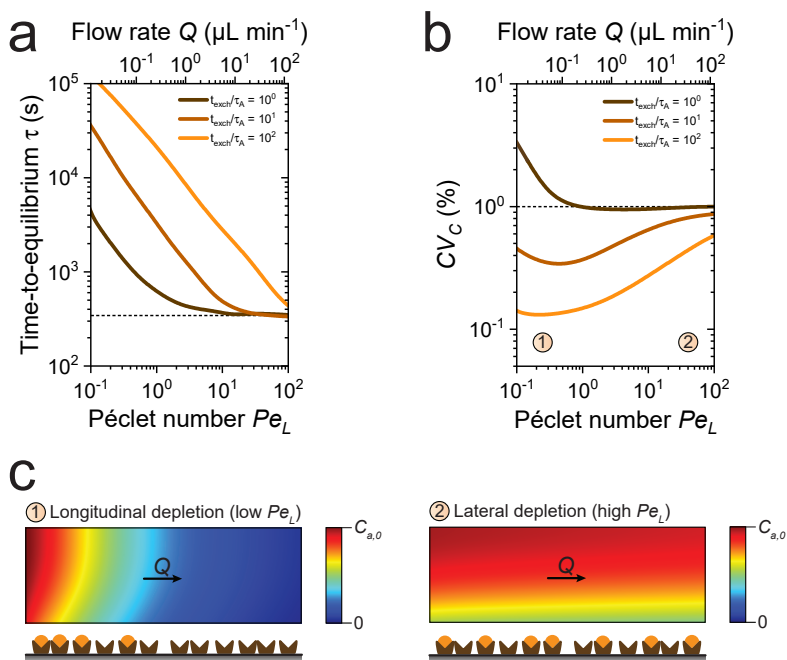 a
Flow rate Q (µL min⁻¹)
10⁻¹ 10⁰ 10¹ 10²
t_exch/τ_A = 10⁰
t_exch/τ_A = 10¹
t_exch/τ_A = 10²
Time-to-equilibrium τ (s)
10⁵
10⁴
10³
10²
10⁻¹ 10⁰ 10¹ 10²
Péclet number Pe_L
b
Flow rate Q (µL min⁻¹)
10⁻¹ 10⁰ 10¹ 10²
t_exch/τ_A = 10⁰
t_exch/τ_A = 10¹
t_exch/τ_A = 10²
CV_C (%)
10¹
10⁰
10⁻¹
1 2
10⁻¹ 10⁰ 10¹ 10²
Péclet number Pe_L
c
1 Longitudinal depletion (low Pe_L)
C_a,0
Q
0
2 Lateral depletion (high Pe_L)
C_a,0
Q
0